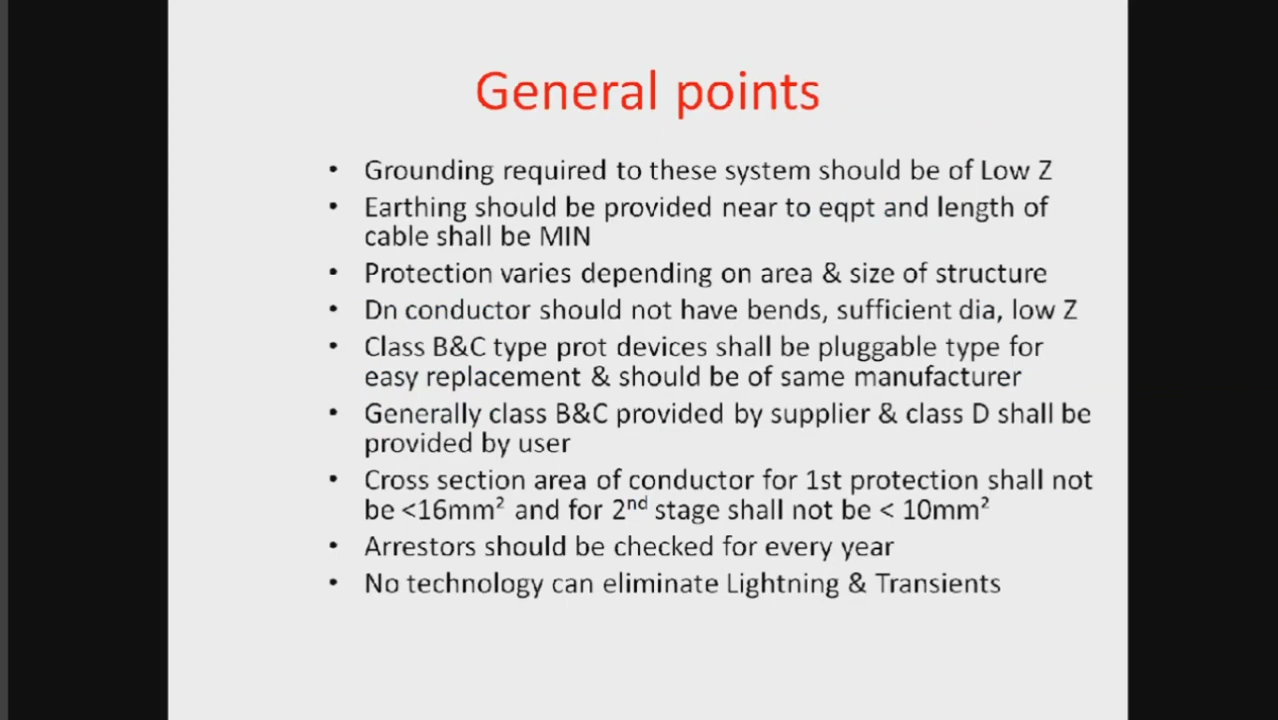 General points
• Grounding required to these system should be of Low Z
• Earthing should be provided near to eqpt and length of
cable shall be MIN
• Protection varies depending on area & size of structure
• Dn conductor should not have bends, sufficient dia, low Z
• Class B&C type prot devices shall be pluggable type for
easy replacement & should be of same manufacturer
• Generally class B&C provided by supplier & class D shall be
provided by user
• Cross section area of conductor for 1st protection shall not
be <16mm² and for 2nd stage shall not be < 10mm²
• Arrestors should be checked for every year
• No technology can eliminate Lightning & Transients